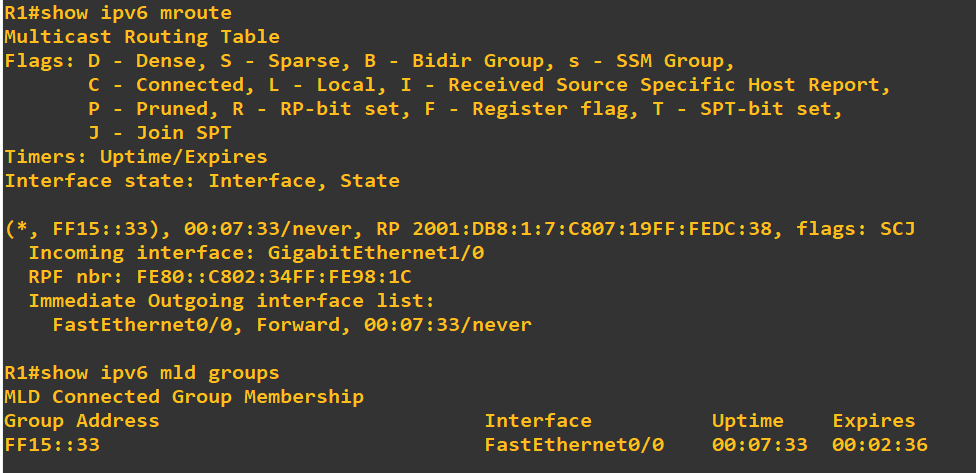 R1#show ipv6 mroute
Multicast Routing Table
Flags: D - Dense, S - Sparse, B - Bidir Group, s - SSM Group,
       C - Connected, L - Local, I - Received Source Specific Host Report,
       P - Pruned, R - RP-bit set, F - Register flag, T - SPT-bit set,
       J - Join SPT
Timers: Uptime/Expires
Interface state: Interface, State

(*, FF15::33), 00:07:33/never, RP 2001:DB8:1:7:C807:19FF:FEDC:38, flags: SCJ
  Incoming interface: GigabitEthernet1/0
  RPF nbr: FE80::C802:34FF:FE98:1C
  Immediate Outgoing interface list:
    FastEthernet0/0, Forward, 00:07:33/never

R1#show ipv6 mld groups
MLD Connected Group Membership
Group Address                           Interface          Uptime    Expires
FF15::33                                FastEthernet0/0    00:07:33  00:02:36